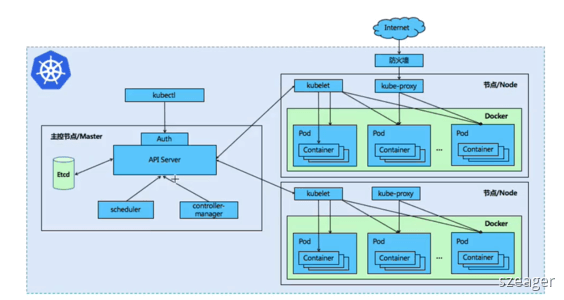 Internet
防火墙
kubectl
kubelet
kube-proxy
节点/Node
Docker
主控节点/Master
Auth
API Server
Etcd
scheduler
controller-
manager
Pod
Container
Pod
Container
...
Pod
Container
kubelet
kube-proxy
节点/Node
Docker
Pod
Container
Pod
Container
...
Pod
Container
szeager